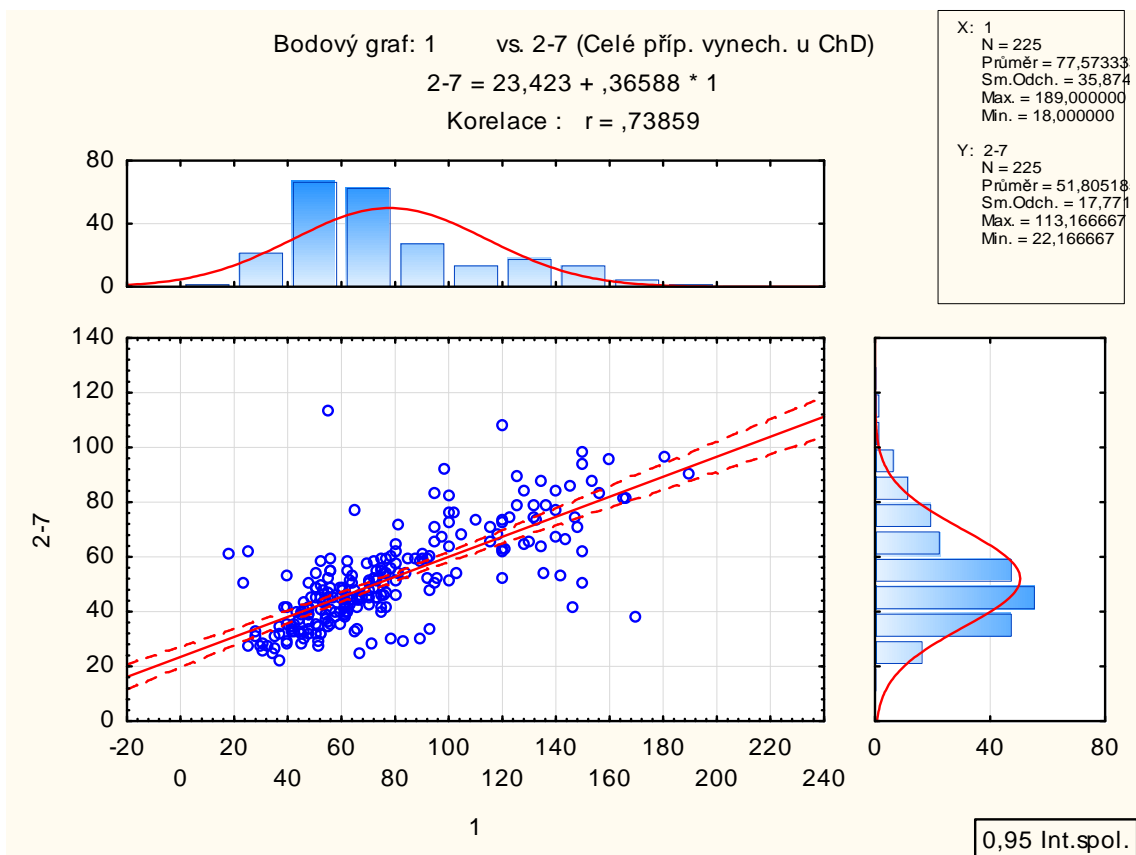 Bodový graf: 1 vs. 2-7 (Celé příp. vynech. u ChD)
2-7 = 23,423 + ,36588 * 1
Korelace : r = ,73859
X: 1
N = 225
Průměr = 77,57333
Sm.Odch. = 35,874
Max. = 189,000000
Min. = 18,000000
Y: 2-7
N = 225
Průměr = 51,805185
Sm.Odch. = 17,771
Max. = 113,166667
Min. = 22,166667
80
40
0
140
120
100
80
60
40
20
0
2-7
-20 20 60 100 140 180 220
0 40 80 120 160 200 240
1
0 40 80
0,95 Int.spol.